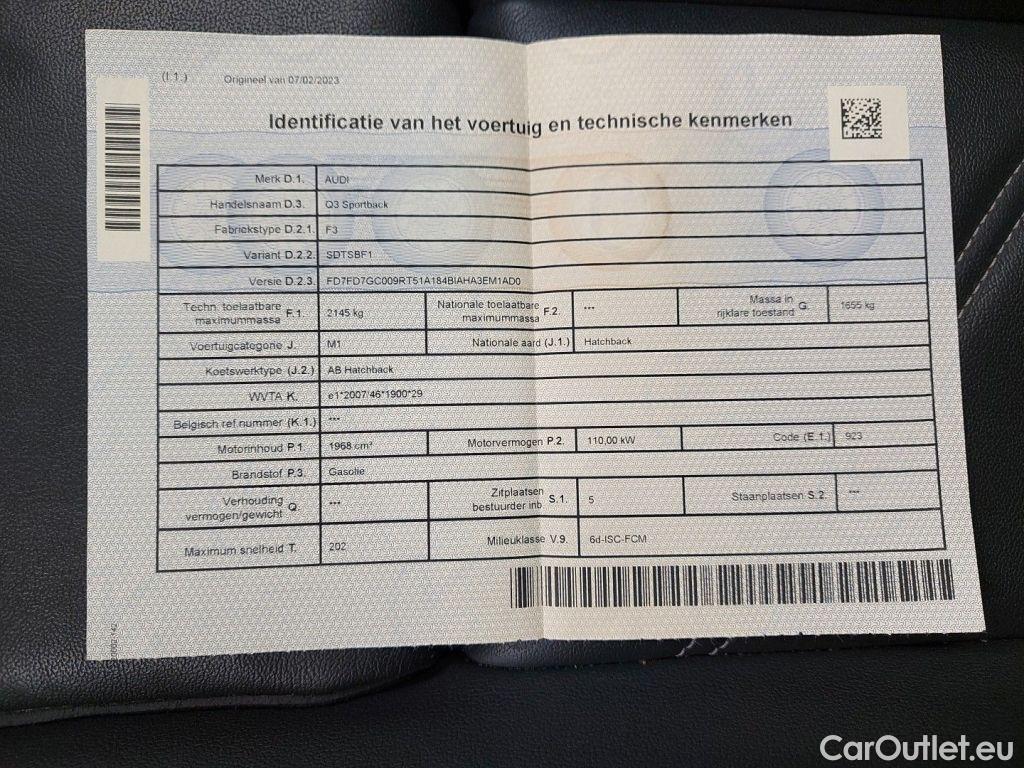 (I.1.) Origineel van 07/02/2023
Identificatie van het voertuig en technische kenmerken
Merk D.1. AUDI
Handelsnaam D.3. Q3 Sportback
Fabriekstype D.2.1. F3
Variant D.2.2. SDTSBF1
Versie D.2.3. FD7FD7GC009RT51A184BIAHA3EM1AD0
Techn. toelaatbare maximummassa F.1. 2145 kg Nationale toelaatbare maximummassa F.2. --- Massa in rijklare toestand G. 1655 kg
Voertuigcategorie J. M1 Nationale aard (J.1.) Hatchback
Koetswerktype (J.2.) AB Hatchback
WVTA K. e1*2007/46*1900*29
Belgisch ref.nummer (K.1.) ---
Motorinhoud P.1. 1968 cm³ Motorvermogen P.2. 110,00 kW Code (E.1.) 923
Brandstof P.3. Gasolie
Verhouding vermogen/gewicht Q. --- Zitplaatsen bestuurder inb. S.1. 5 Staanplaatsen S.2. ---
Maximum snelheid T. 202 Milieuklasse V.9. 6d-ISC-FCM
CarOutlet.eu